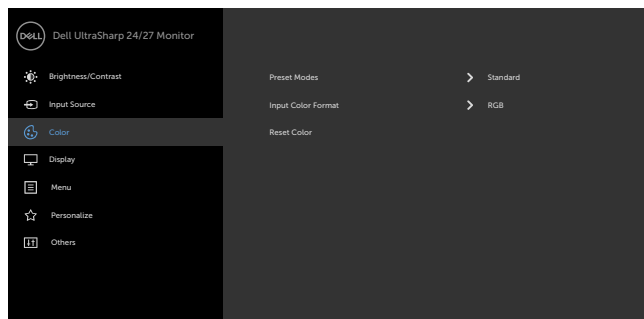 DELL Dell UltraSharp 24/27 Monitor
Brightness/Contrast
Preset Modes Standard
Input Source
Input Color Format RGB
Color
Reset Color
Display
Menu
Personalize
Others